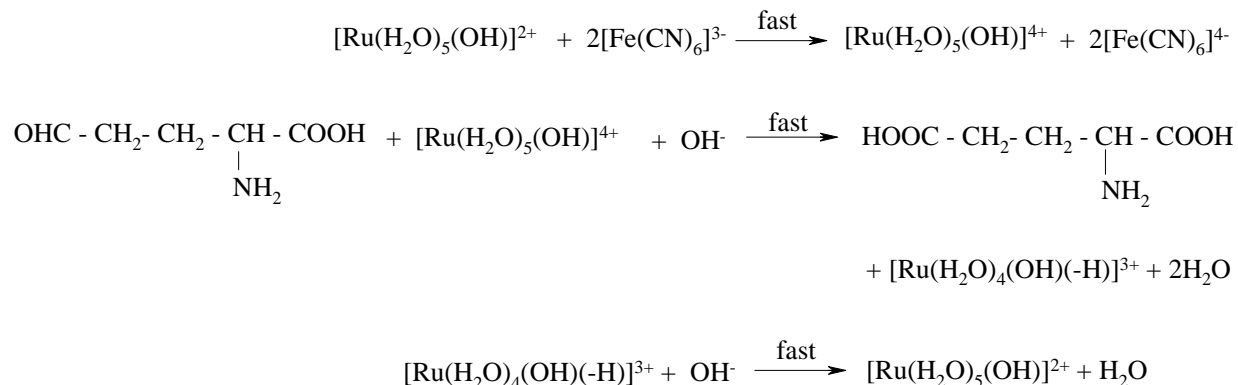 [Ru(H₂O)₅(OH)]²⁺ + 2[Fe(CN)₆]³⁻ fast [Ru(H₂O)₅(OH)]⁴⁺ + 2[Fe(CN)₆]⁴⁻
OHC - CH₂- CH₂ - CH - COOH + [Ru(H₂O)₅(OH)]⁴⁺ + OH⁻ fast HOOC - CH₂- CH₂ - CH - COOH
NH₂ NH₂
+ [Ru(H₂O)₄(OH)(-H)]³⁺ + 2H₂O
[Ru(H₂O)₄(OH)(-H)]³⁺ + OH⁻ fast [Ru(H₂O)₅(OH)]²⁺ + H₂O